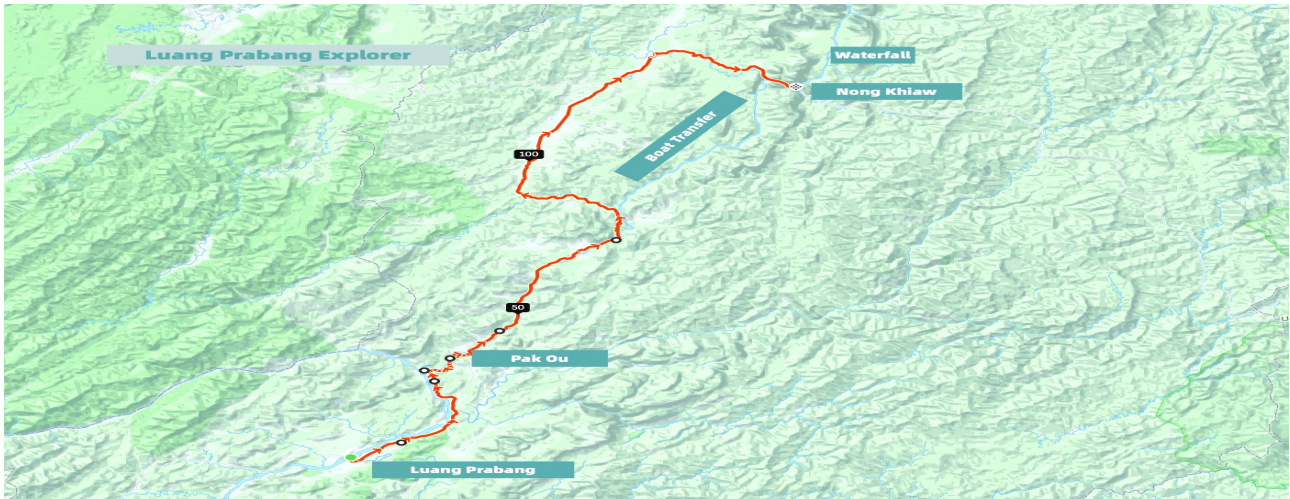 Luang Prabang Explorer
Waterfall
Nong Khiaw
Boat Transfer
100
50
Pak Ou
Luang Prabang